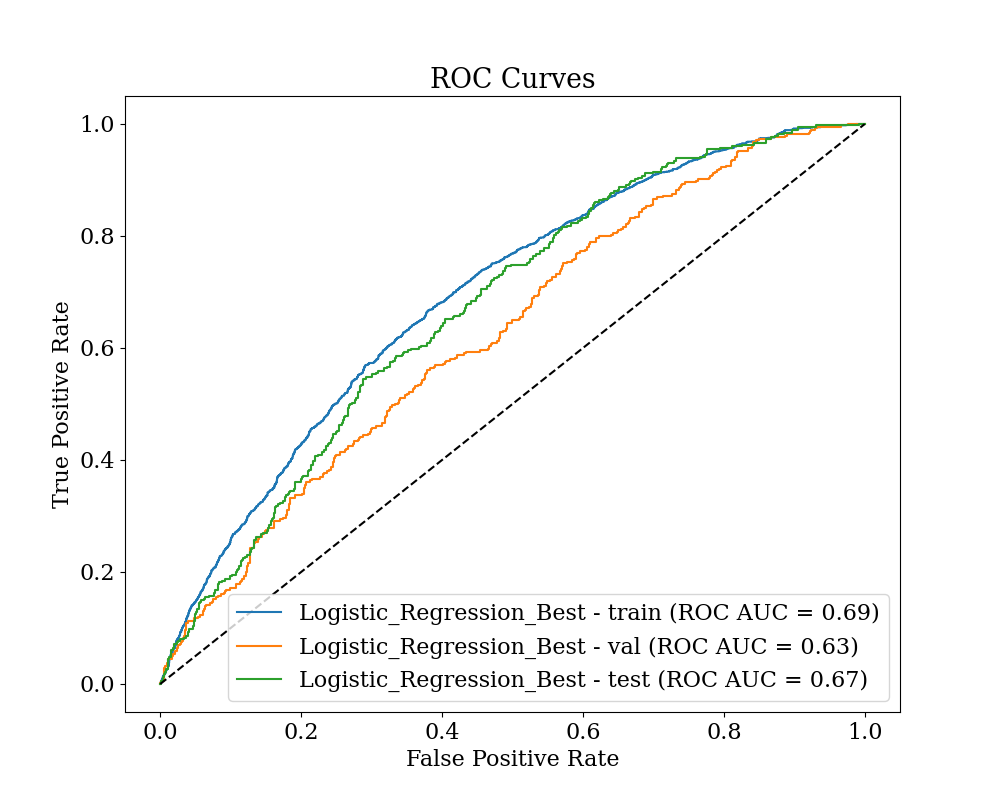 ROC Curves
True Positive Rate
1.0
0.8
0.6
0.4
0.2
0.0
Logistic_Regression_Best - train (ROC AUC = 0.69)
Logistic_Regression_Best - val (ROC AUC = 0.63)
Logistic_Regression_Best - test (ROC AUC = 0.67)
0.0 0.2 0.4 0.6 0.8 1.0
False Positive Rate